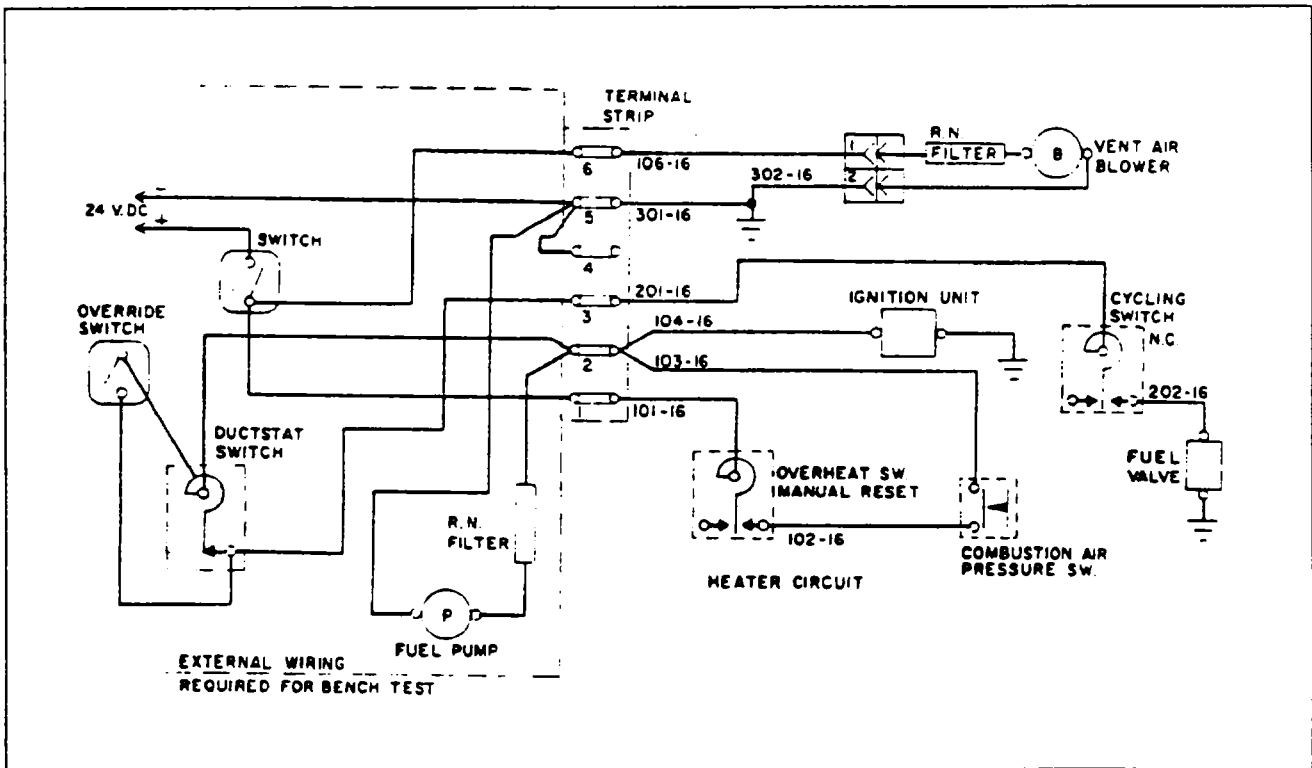 TERMINAL
STRIP
6
106-16
1
R.N.
FILTER
B
VENT AIR
BLOWER
302-16
2
-
24 V.DC
+
5
301-16
SWITCH
4
OVERRIDE
SWITCH
3
201-16
IGNITION UNIT
CYCLING
SWITCH
N.C.
104-16
2
103-16
101-16
202-16
DUCTSTAT
SWITCH
OVERHEAT SW.
MANUAL RESET
FUEL
VALVE
R.N.
FILTER
102-16
COMBUSTION AIR
PRESSURE SW.
HEATER CIRCUIT
P
FUEL PUMP
EXTERNAL WIRING
REQUIRED FOR BENCH TEST